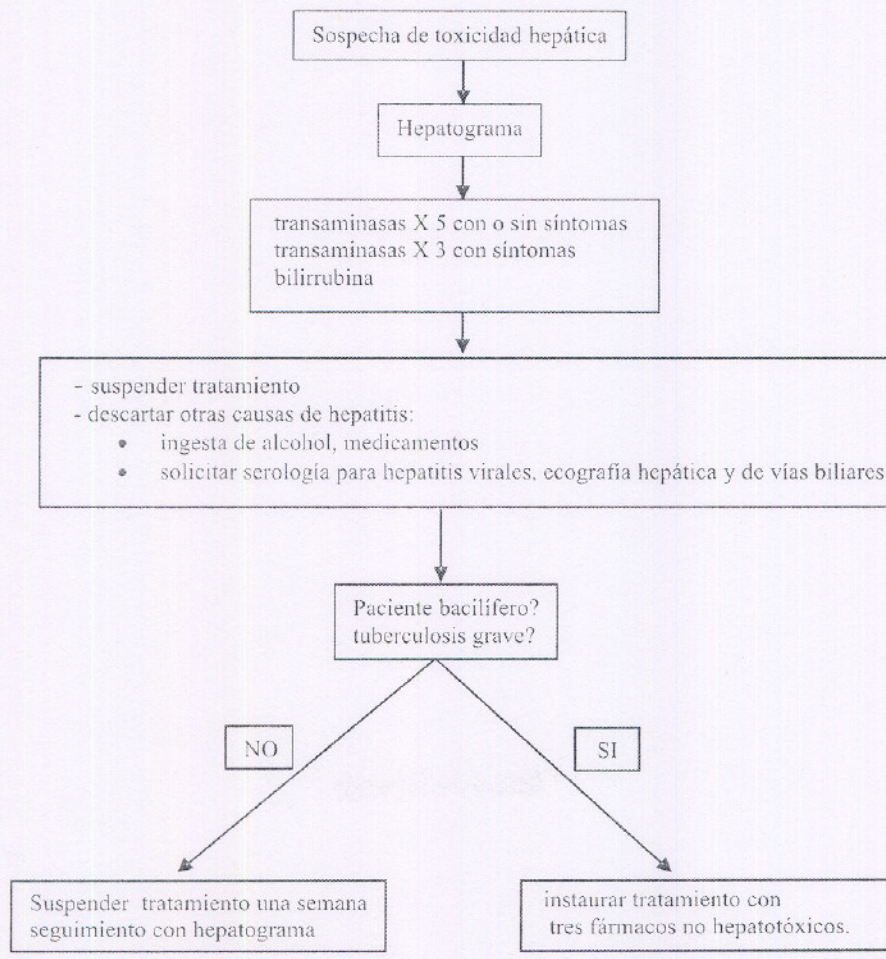 Sospecha de toxicidad hepática
Hepatograma
transaminasas X 5 con o sin síntomas
transaminasas X 3 con síntomas
bilirrubina
- suspender tratamiento
- descartar otras causas de hepatitis:
• ingesta de alcohol, medicamentos
• solicitar serología para hepatitis virales, ecografía hepática y de vías biliares
Paciente bacilífero?
tuberculosis grave?
NO
SI
Suspender tratamiento una semana
seguimiento con hepatograma
instaurar tratamiento con
tres fármacos no hepatotóxicos.